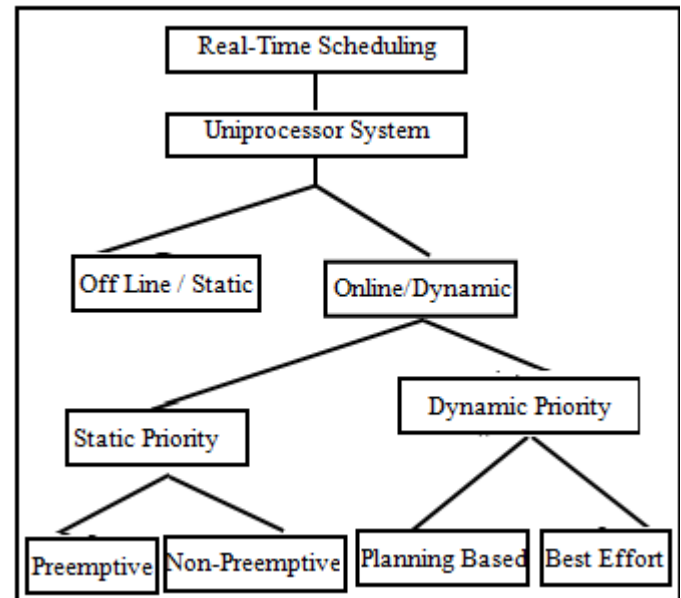 Real-Time Scheduling
Uniprocessor System
Off Line / Static
Online/Dynamic
Static Priority
Dynamic Priority
Preemptive
Non-Preemptive
Planning Based
Best Effort